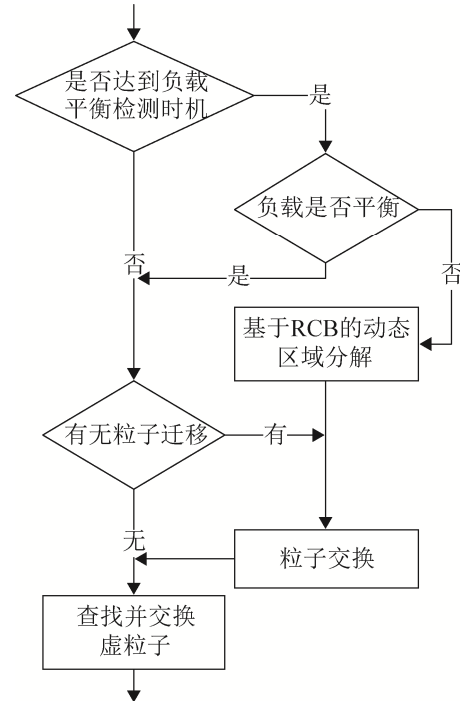 是否达到负载
平衡检测时机
是
负载是否平衡
否
是
否
基于RCB的动态
区域分解
有无粒子迁移
有
无
粒子交换
查找并交换
虚粒子